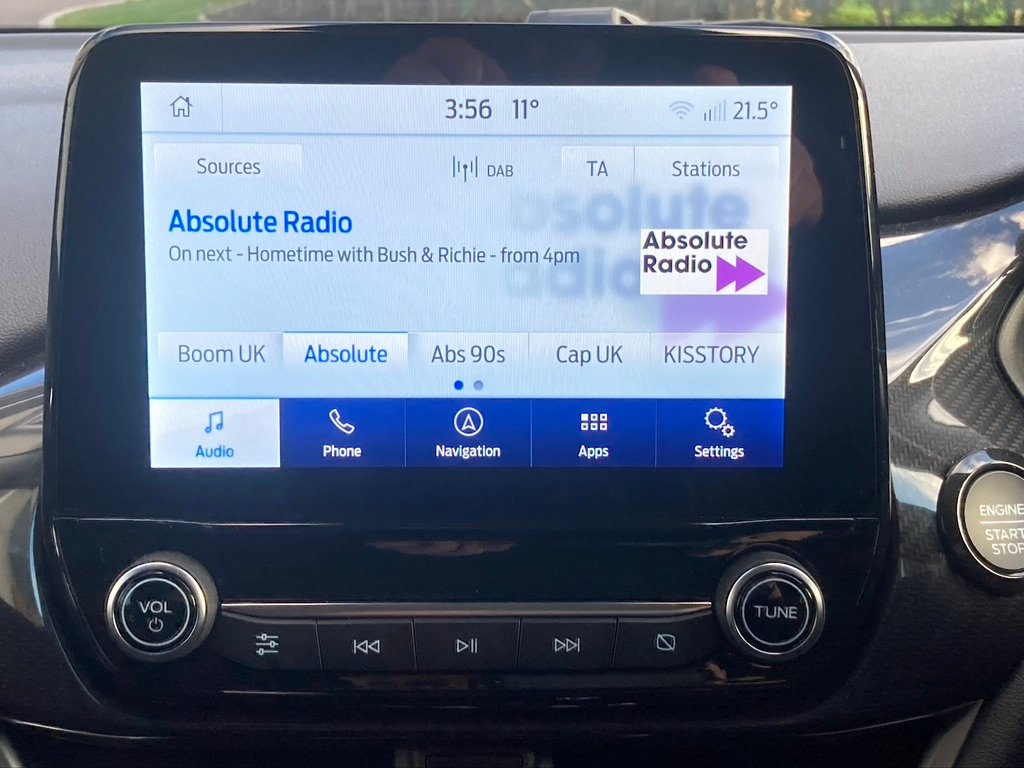 3:56 11° 21.5°
Sources DAB TA Stations
Absolute Radio
On next - Hometime with Bush & Richie - from 4pm
absolute
radio
Absolute
Radio
Boom UK Absolute Abs 90s Cap UK KISSTORY
Audio Phone Navigation Apps Settings
ENGINE
START
STOP
VOL
TUNE